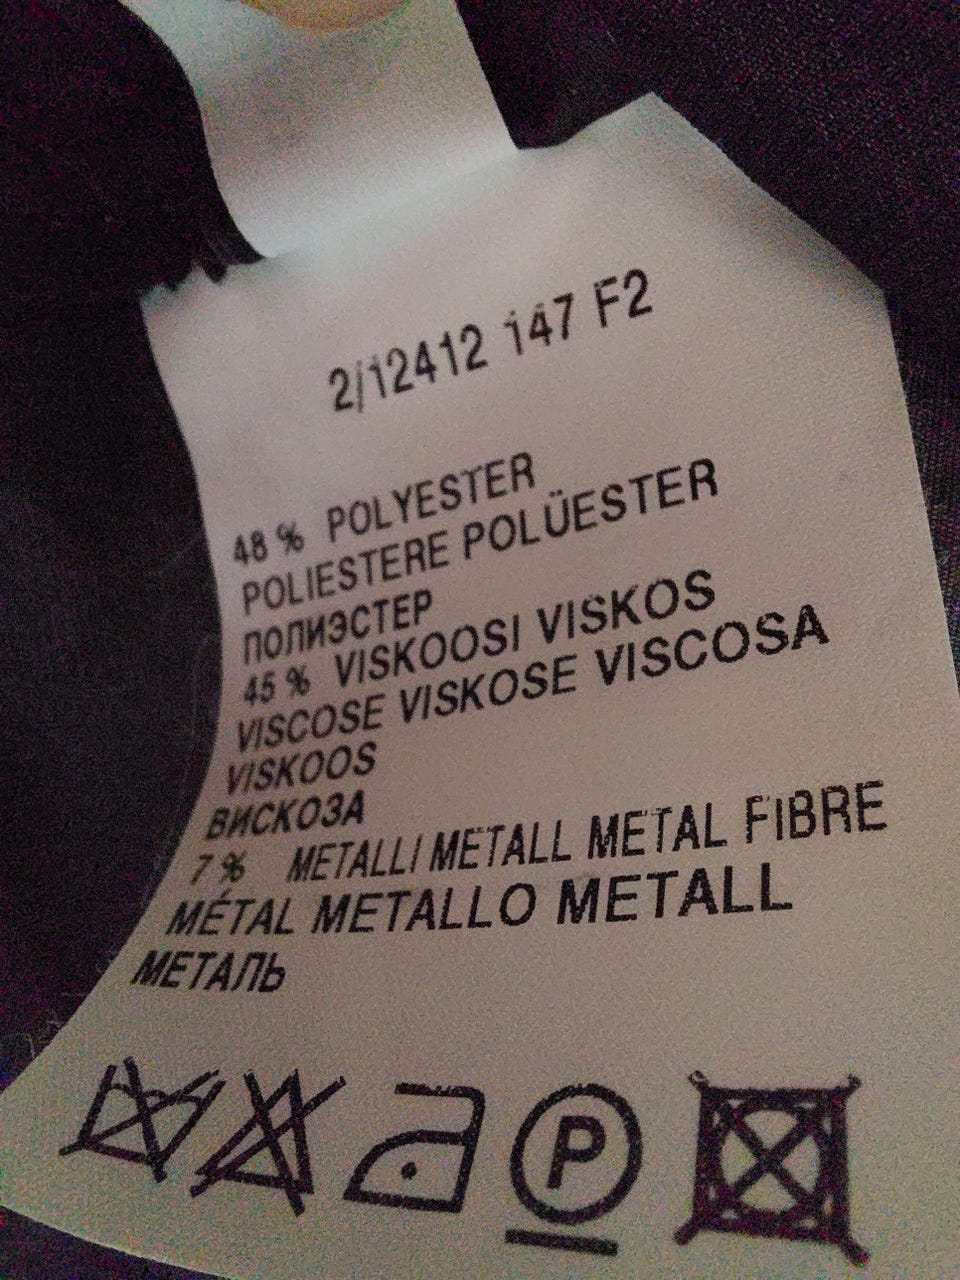 2/12412 147 F2
48 % POLYESTER
POLIESTERE POLÜESTER
ПОЛИЭСТЕР
45 % VISKOOSI VISKOS
VISCOSE VISKOSE VISCOSA
VISKOOS
ВИСКОЗА
7 % METALLI METALL METAL FIBRE
MÉTAL METALLO METALL
МЕТАЛЬ
P